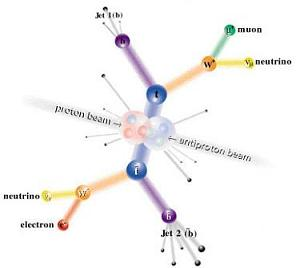 Jet 1(b)
b
muon
μ
W⁺
ν
neutrino
t
proton beam
antiproton beam
t̄
neutrino
ν
W⁻
electron
e
b̄
Jet 2 (b)